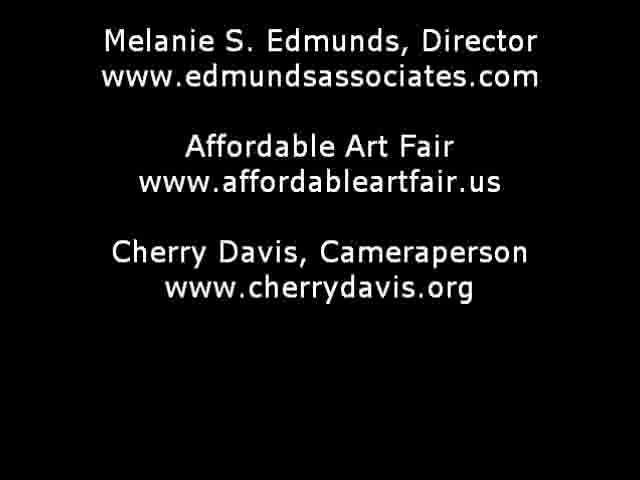 Melanie S. Edmunds, Director
www.edmundsassociates.com
Affordable Art Fair
www.affordableartfair.us
Cherry Davis, Cameraperson
www.cherrydavis.org